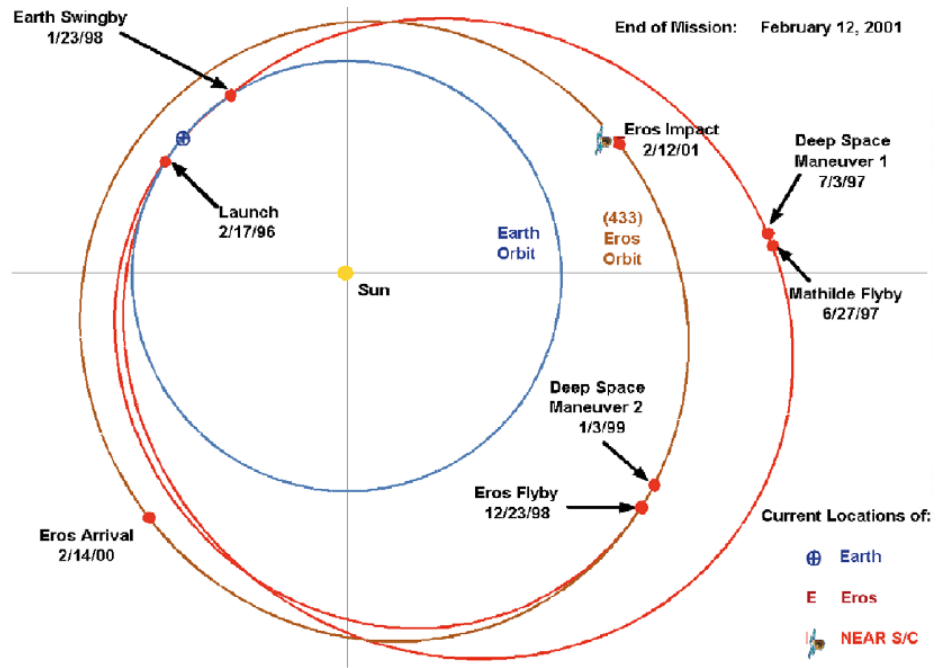 Earth Swingby
1/23/98
End of Mission: February 12, 2001
Eros Impact
2/12/01
Deep Space
Maneuver 1
7/3/97
Launch
2/17/96
Earth
Orbit
(433)
Eros
Orbit
Sun
Mathilde Flyby
6/27/97
Deep Space
Maneuver 2
1/3/99
Eros Flyby
12/23/98
Eros Arrival
2/14/00
Current Locations of:
Earth
E Eros
NEAR S/C